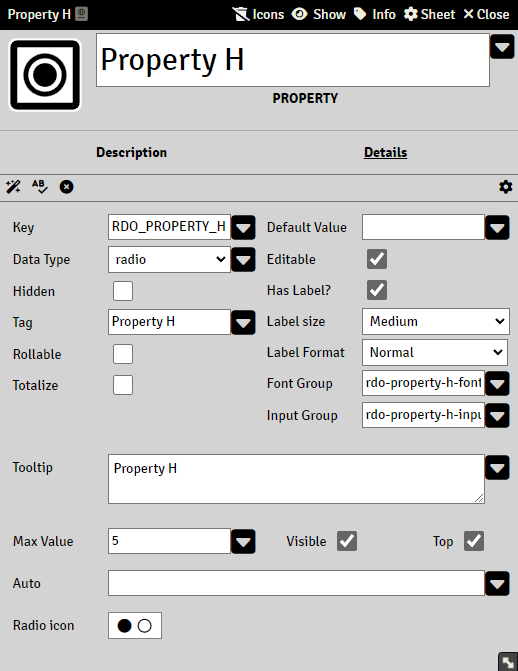 Property H Icons Show Info Sheet Close
Property H
PROPERTY
Description Details
AB
Key RDO_PROPERTY_H Default Value
Data Type radio Editable
Hidden Has Label?
Tag Property H Label size Medium
Rollable Label Format Normal
Totalize Font Group rdo-property-h-font
Input Group rdo-property-h-inpu
Tooltip Property H
Max Value 5 Visible Top
Auto
Radio icon